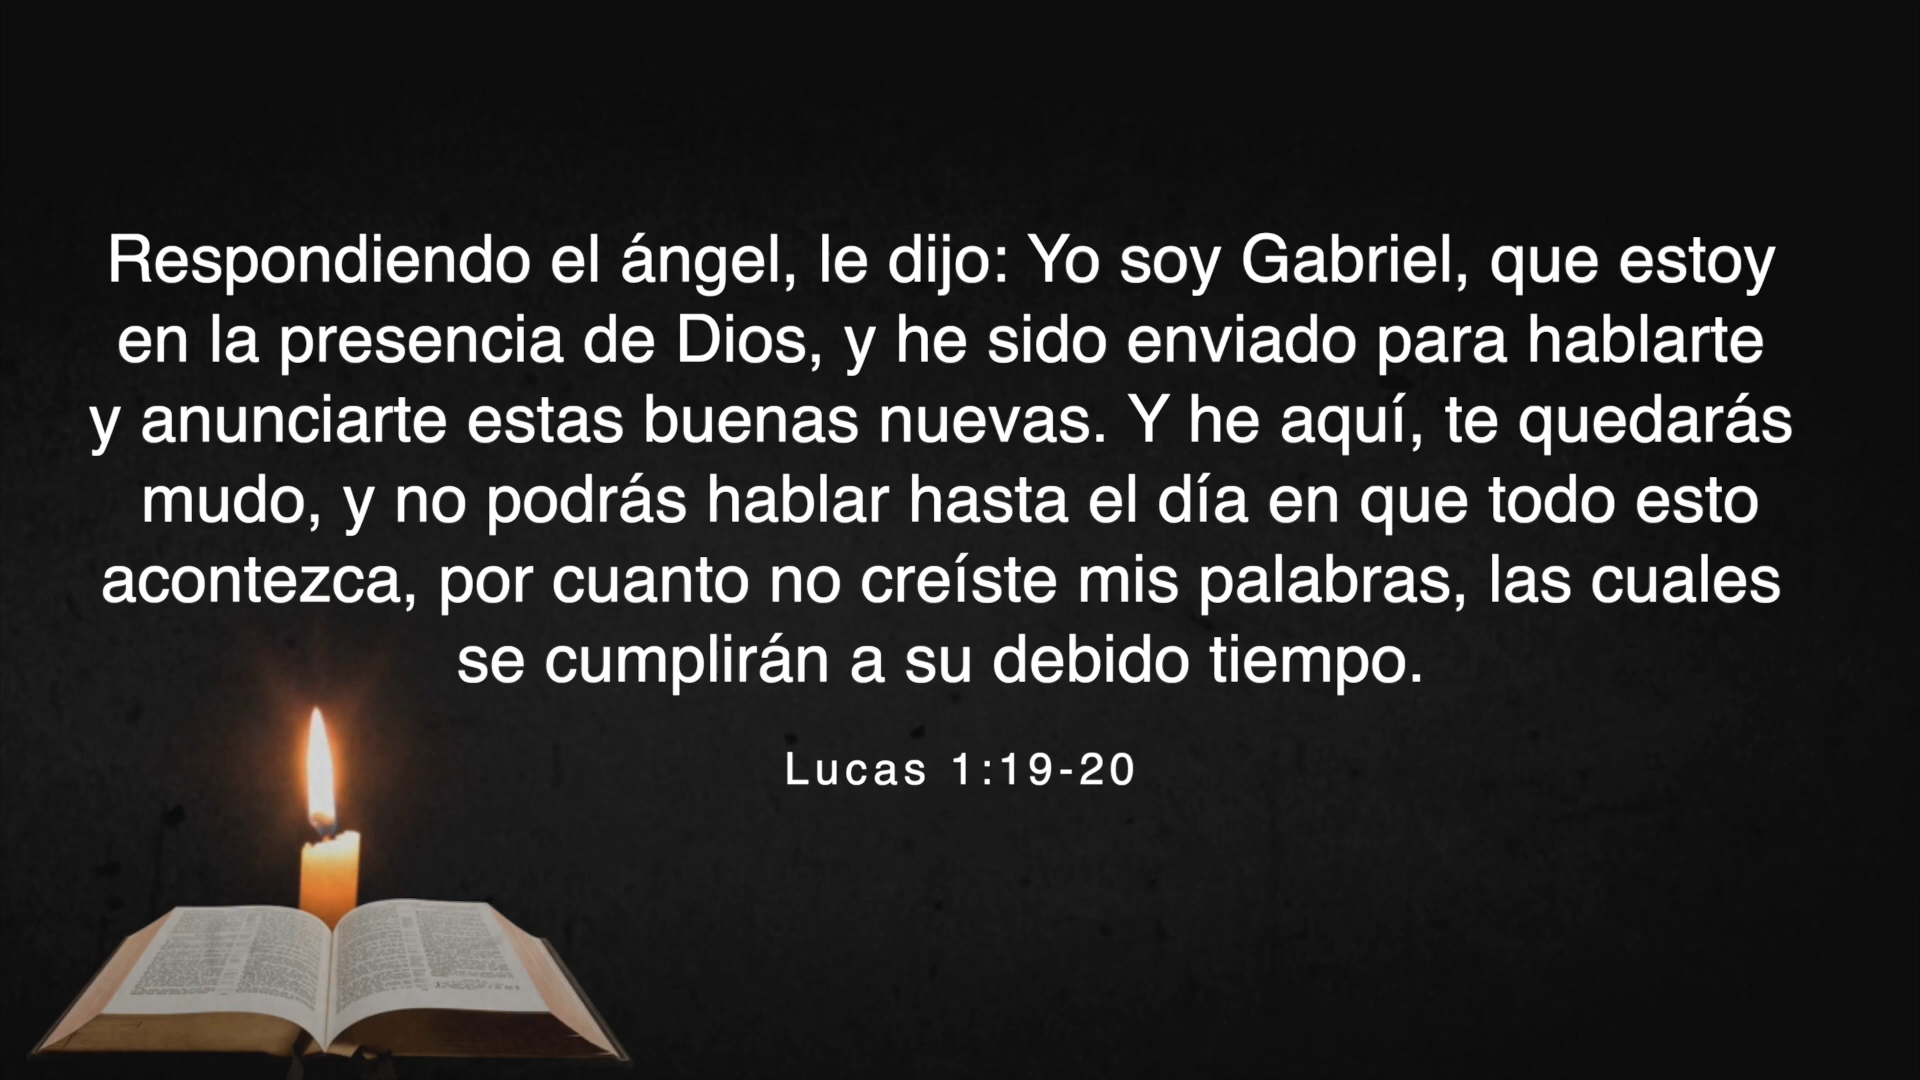 Respondiendo el ángel, le dijo: Yo soy Gabriel, que estoy
en la presencia de Dios, y he sido enviado para hablarte
y anunciarte estas buenas nuevas. Y he aquí, te quedarás
mudo, y no podrás hablar hasta el día en que todo esto
acontezca, por cuanto no creíste mis palabras, las cuales
se cumplirán a su debido tiempo.
Lucas 1:19-20